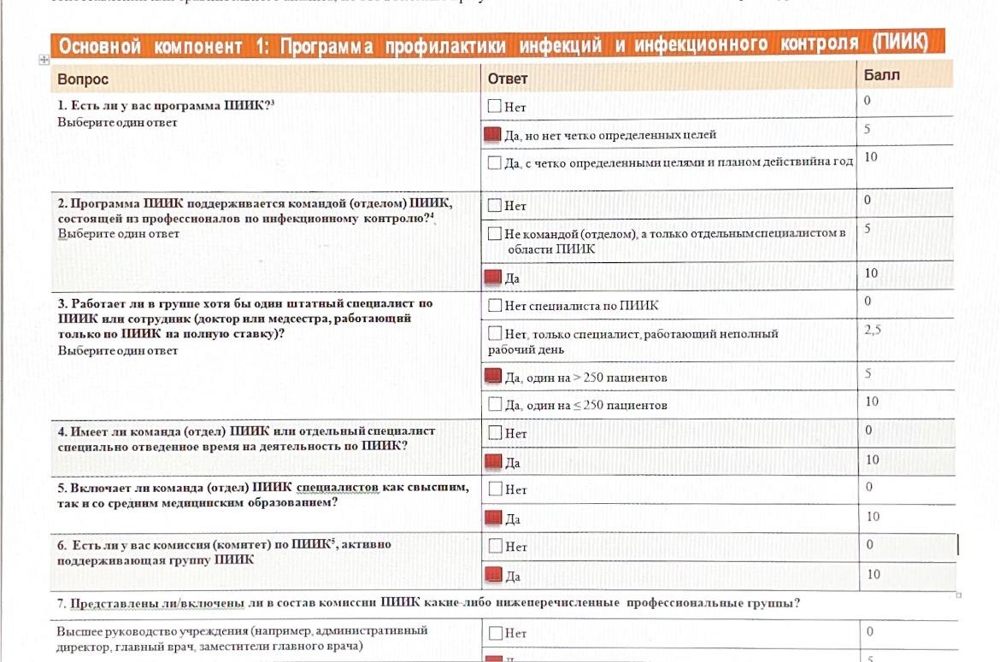 Основной компонент 1: Программа профилактики инфекций и инфекционного контроля (ПИИК)
Вопрос Ответ Балл
1. Есть ли у вас программа ПИИК?³
Выберите один ответ
Нет 0
Да, но нет четко определенных целей 5
Да, с четко определенными целями и планом действийна год 10
2. Программа ПИИК поддерживается командой (отделом) ПИИК,
состоящей из профессионалов по инфекционному контролю?⁴
Выберите один ответ
Нет 0
Не командой (отделом), а только отдельнымспециалистом в 5
области ПИИК
Да 10
3. Работает ли в группе хотя бы один штатный специалист по
ПИИК или сотрудник (доктор или медсестра, работающий
только по ПИИК на полную ставку)?
Выберите один ответ
Нет специалиста по ПИИК 0
Нет, только специалист, работающий неполный 2,5
рабочий день
Да, один на > 250 пациентов 5
Да, один на ≤ 250 пациентов 10
4. Имеет ли команда (отдел) ПИИК или отдельный специалист
специально отведенное время на деятельность по ПИИК?
Нет 0
Да 10
5. Включает ли команда (отдел) ПИИК специалистов как свысшим,
так и со средним медицинским образованием?
Нет 0
Да 10
6. Есть ли у вас комиссия (комитет) по ПИИК⁵, активно
поддерживающая группу ПИИК
Нет 0
Да 10
7. Представлены ли/включены ли в состав комиссии ПИИК какие-либо нижеперечисленные профессиональные группы?
Высшее руководство учреждения (например, административный
директор, главный врач, заместители главного врача)
Нет 0